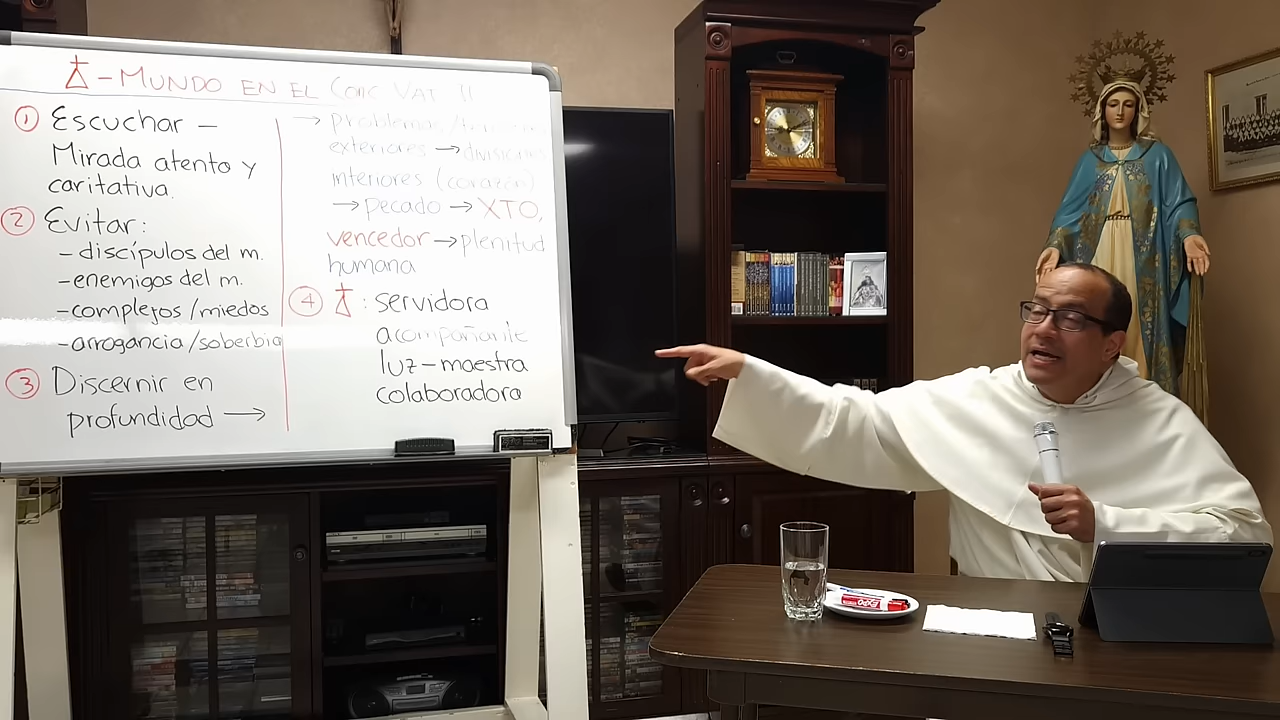 - MUNDO EN EL CONC VAT II
① Escuchar -
Mirada atenta y
caritativa.
② Evitar:
- discípulos del m.
- enemigos del m.
- complejos / miedos
- arrogancia / soberbia
③ Discernir en
profundidad →
→ problemas /
exteriores → divisiones
interiores (corazón)
→ pecado → XTO,
vencedor → plenitud
humana
④ : servidora
acompañante
luz - maestra
colaboradora
EXPO